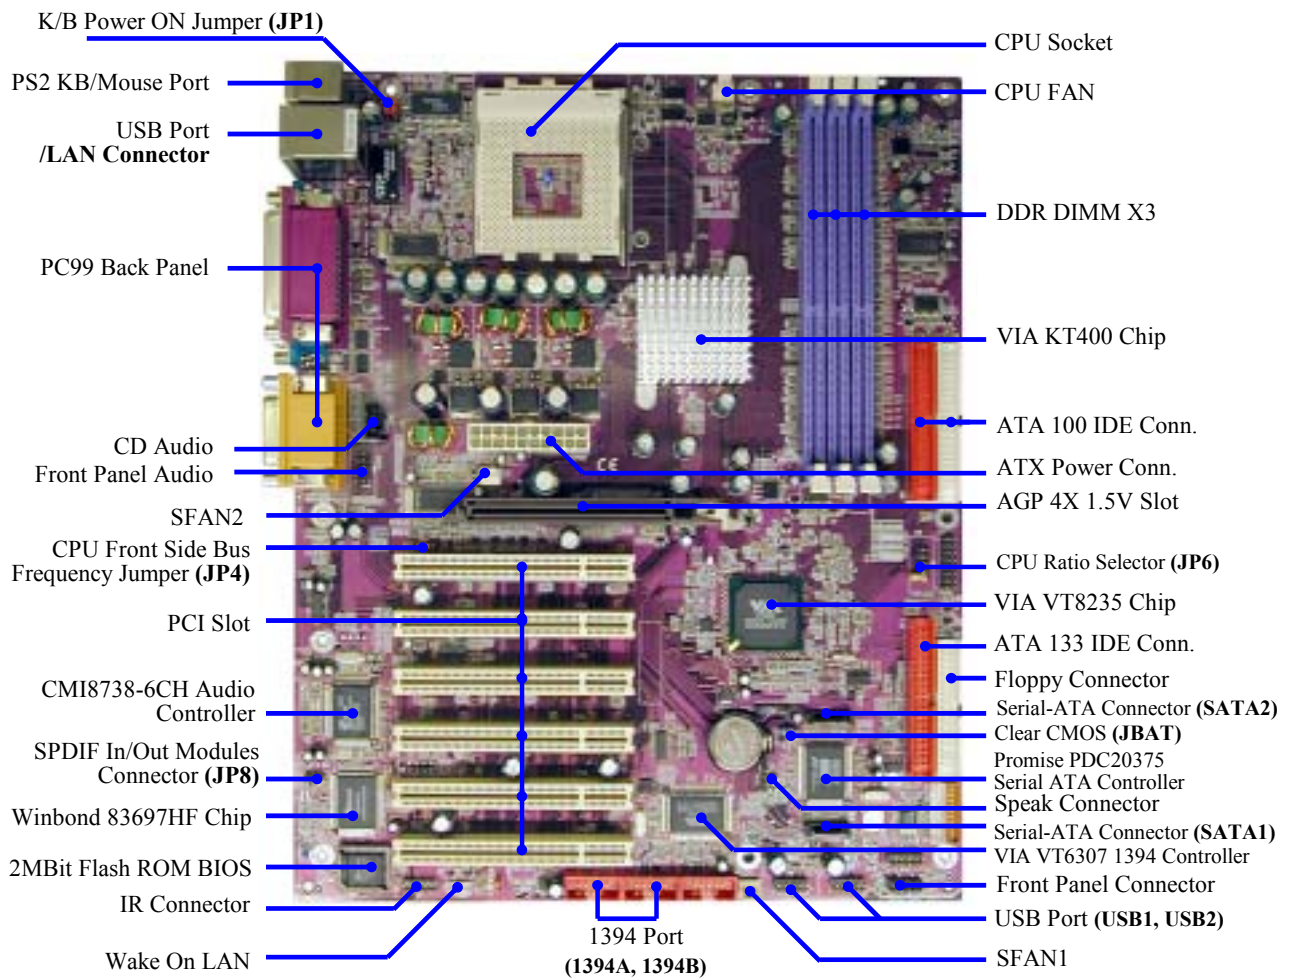 K/B Power ON Jumper (JP1)
PS2 KB/Mouse Port
USB Port
/LAN Connector
PC99 Back Panel
CD Audio
Front Panel Audio
SFAN2
CPU Front Side Bus
Frequency Jumper (JP4)
PCI Slot
CMI8738-6CH Audio
Controller
SPDIF In/Out Modules
Connector (JP8)
Winbond 83697HF Chip
2MBit Flash ROM BIOS
IR Connector
Wake On LAN
1394 Port
(1394A, 1394B)
CPU Socket
CPU FAN
DDR DIMM X3
VIA KT400 Chip
ATA 100 IDE Conn.
ATX Power Conn.
AGP 4X 1.5V Slot
CPU Ratio Selector (JP6)
VIA VT8235 Chip
ATA 133 IDE Conn.
Floppy Connector
Serial-ATA Connector (SATA2)
Clear CMOS (JBAT)
Promise PDC20375
Serial ATA Controller
Speak Connector
Serial-ATA Connector (SATA1)
VIA VT6307 1394 Controller
Front Panel Connector
USB Port (USB1, USB2)
SFAN1
CE